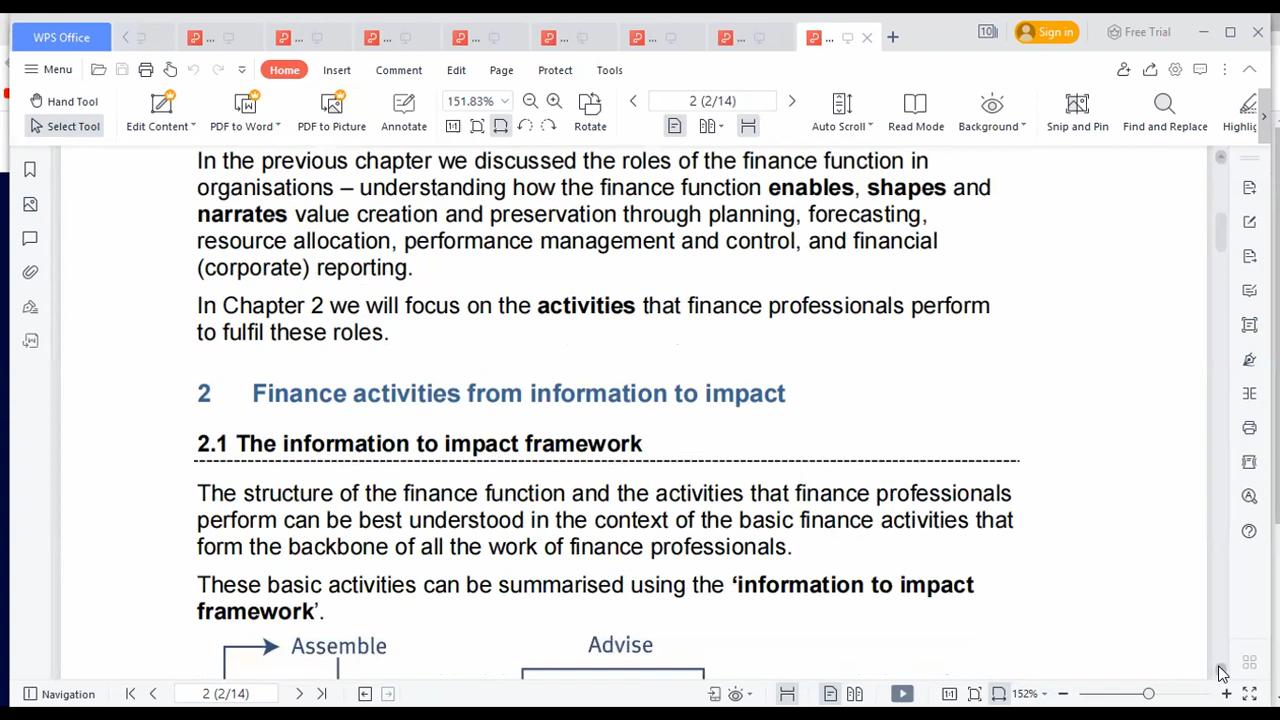 WPS Office
...
...
...
...
...
...
...
...
10
Sign in
Free Trial
Menu
Home
Insert
Comment
Edit
Page
Protect
Tools
Hand Tool
Select Tool
Edit Content
PDF to Word
PDF to Picture
Annotate
151.83%
Rotate
2 (2/14)
Auto Scroll
Read Mode
Background
Snip and Pin
Find and Replace
Highlig
In the previous chapter we discussed the roles of the finance function in
organisations – understanding how the finance function enables, shapes and
narrates value creation and preservation through planning, forecasting,
resource allocation, performance management and control, and financial
(corporate) reporting.
In Chapter 2 we will focus on the activities that finance professionals perform
to fulfil these roles.
2 Finance activities from information to impact
2.1 The information to impact framework
The structure of the finance function and the activities that finance professionals
perform can be best understood in the context of the basic finance activities that
form the backbone of all the work of finance professionals.
These basic activities can be summarised using the ‘information to impact
framework’.
Assemble
Advise
Navigation
2 (2/14)
152%